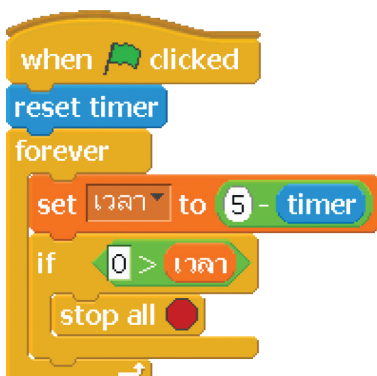 when clicked
reset timer
forever
set เวลา to 5 - timer
if 0 > เวลา
stop all